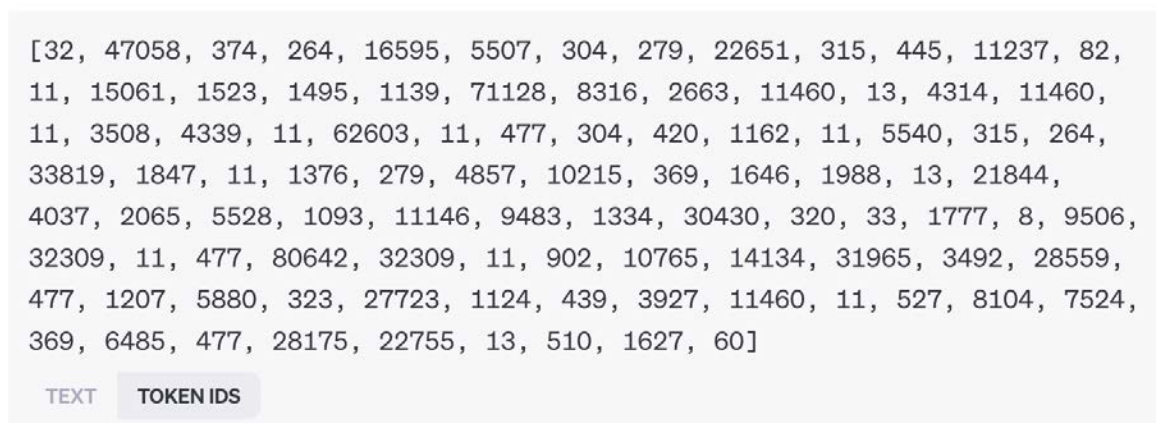 [32, 47058, 374, 264, 16595, 5507, 304, 279, 22651, 315, 445, 11237, 82,
11, 15061, 1523, 1495, 1139, 71128, 8316, 2663, 11460, 13, 4314, 11460,
11, 3508, 4339, 11, 62603, 11, 477, 304, 420, 1162, 11, 5540, 315, 264,
33819, 1847, 11, 1376, 279, 4857, 10215, 369, 1646, 1988, 13, 21844,
4037, 2065, 5528, 1093, 11146, 9483, 1334, 30430, 320, 33, 1777, 8, 9506,
32309, 11, 477, 80642, 32309, 11, 902, 10765, 14134, 31965, 3492, 28559,
477, 1207, 5880, 323, 27723, 1124, 439, 3927, 11460, 11, 527, 8104, 7524,
369, 6485, 477, 28175, 22755, 13, 510, 1627, 60]
TEXT TOKEN IDS